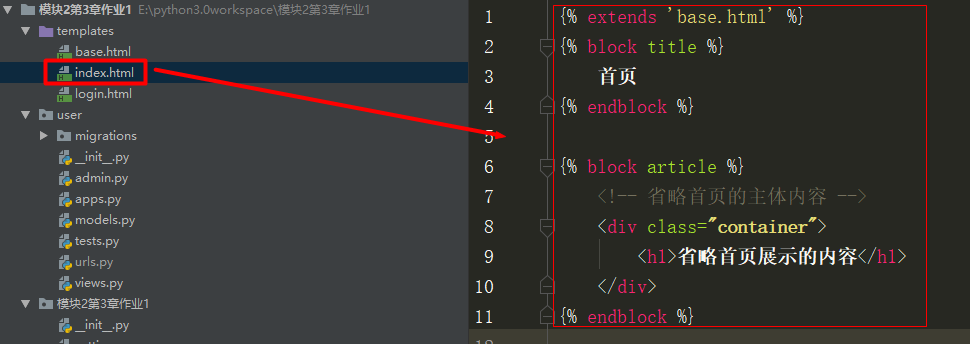 模块2第3章作业1 E:\python3.0workspace\模块2第3章作业1
templates
base.html
index.html
login.html
user
migrations
__init__.py
admin.py
apps.py
models.py
tests.py
urls.py
views.py
模块2第3章作业1
__init__.py
1 {% extends 'base.html' %}
2 {% block title %}
3 首页
4 {% endblock %}
5
6 {% block article %}
7 <!-- 省略首页的主体内容 -->
8 <div class="container">
9 <h1>省略首页展示的内容</h1>
10 </div>
11 {% endblock %}